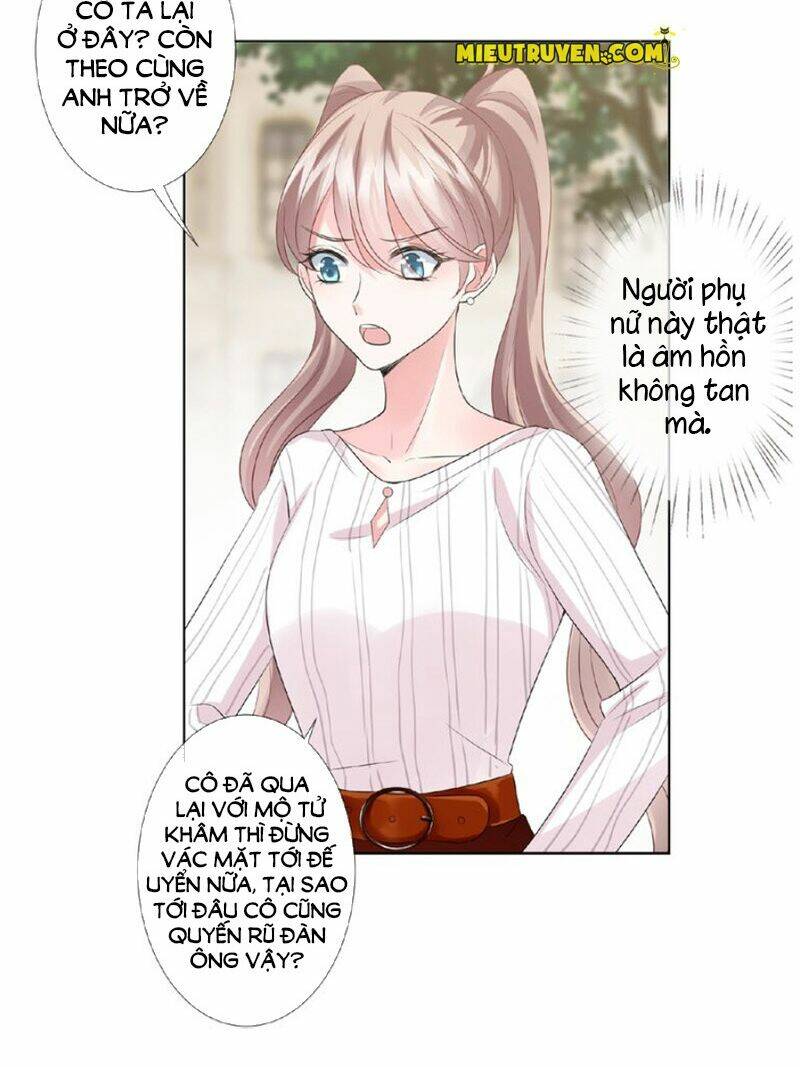 CÔ TA LẠI
Ở ĐÂY? CÒN
THEO CÙNG
ANH TRỞ VỀ
NỮA?
MIEUTRUYEN.COM
Người phụ
nữ này thật
là âm hồn
không tan
mà.
CÔ ĐÃ QUA
LẠI VỚI MỘ TỬ
KHÂM THÌ ĐỪNG
VÁC MẶT TỚI ĐẾ
UYỂN NỮA, TẠI SAO
TỚI ĐÂU CÔ CŨNG
QUYẾN RŨ ĐÀN
ÔNG VẬY?